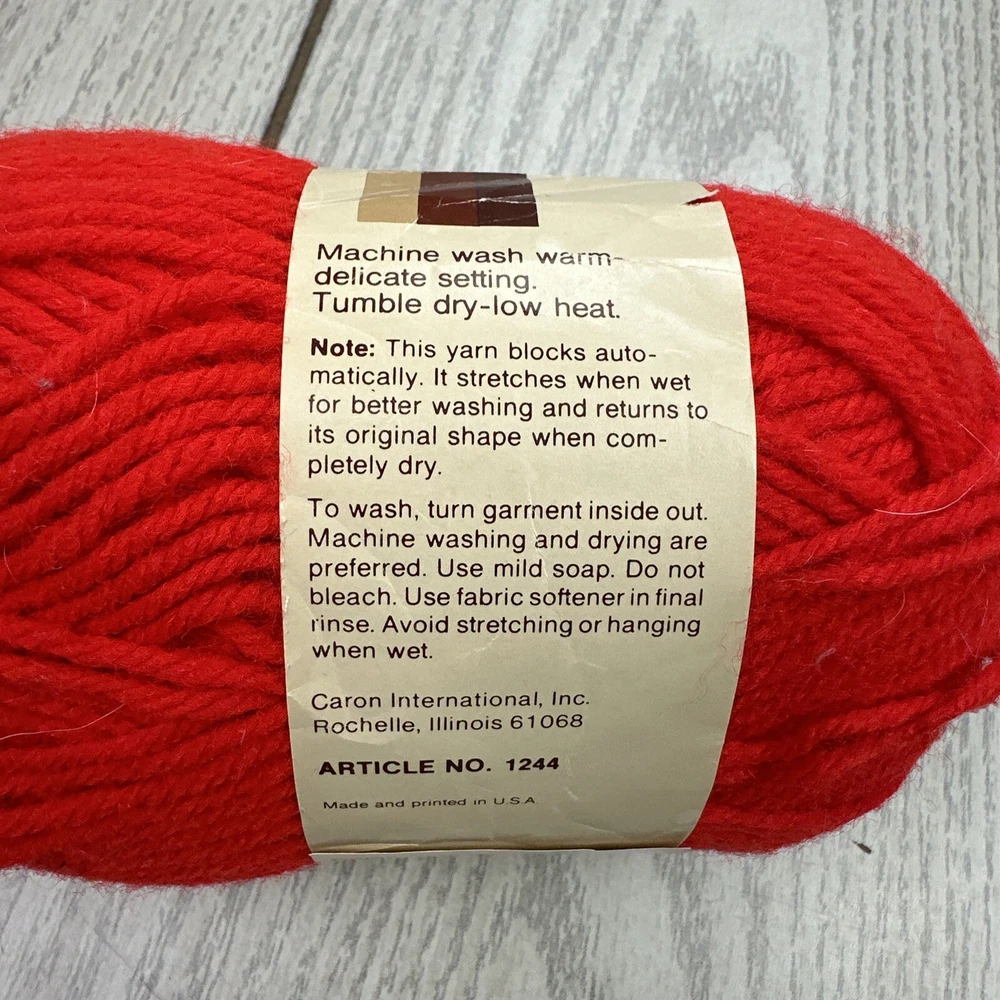 Machine wash warm-
delicate setting.
Tumble dry-low heat.
Note: This yarn blocks auto-
matically. It stretches when wet
for better washing and returns to
its original shape when com-
pletely dry.
To wash, turn garment inside out.
Machine washing and drying are
preferred. Use mild soap. Do not
bleach. Use fabric softener in final
rinse. Avoid stretching or hanging
when wet.
Caron International, Inc.
Rochelle, Illinois 61068
ARTICLE NO. 1244
Made and printed in U.S.A.